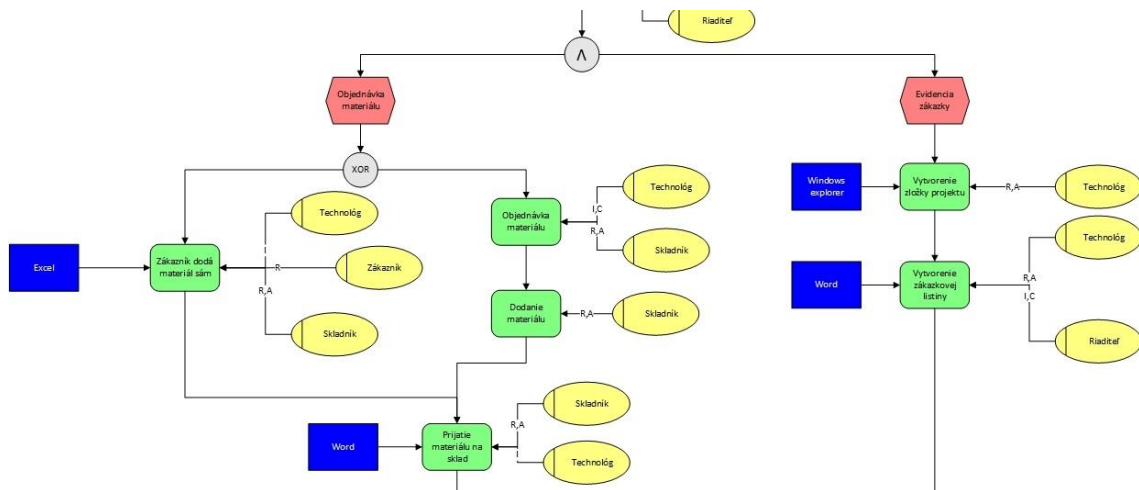 Riaditeľ
Λ
Objednávka
materiálu
Evidencia
zákazky
XOR
Technológ
Windows
explorer
Vytvorenie
zložky projektu
R,A
Technológ
Technológ
I,C
Objednávka
materiálu
R,A
Skladník
Technológ
Excel
Zákazník dodá
materiál sám
R
Zákazník
R,A
Skladník
Word
Vytvorenie
zákazkovej
listiny
R,A
I,C
Riaditeľ
Dodanie
materiálu
R,A
Skladník
Skladník
Word
Prijatie
materiálu na
sklad
R,A
Technológ